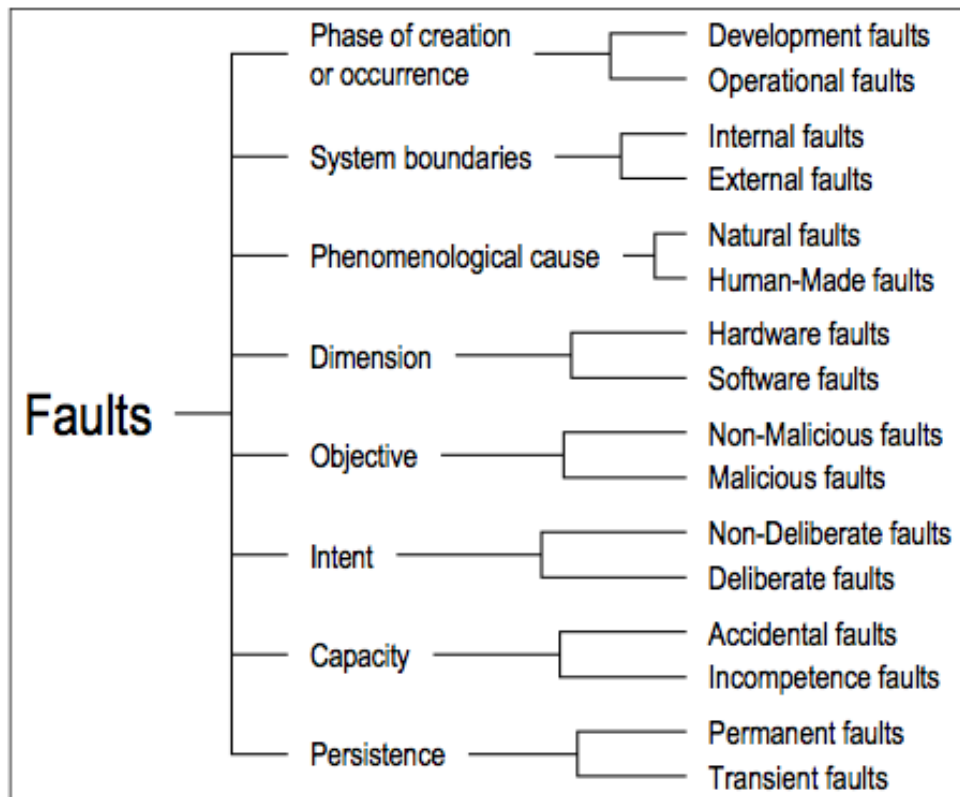 Faults
Phase of creation
or occurrence
Development faults
Operational faults
System boundaries
Internal faults
External faults
Phenomenological cause
Natural faults
Human-Made faults
Dimension
Hardware faults
Software faults
Objective
Non-Malicious faults
Malicious faults
Intent
Non-Deliberate faults
Deliberate faults
Capacity
Accidental faults
Incompetence faults
Persistence
Permanent faults
Transient faults